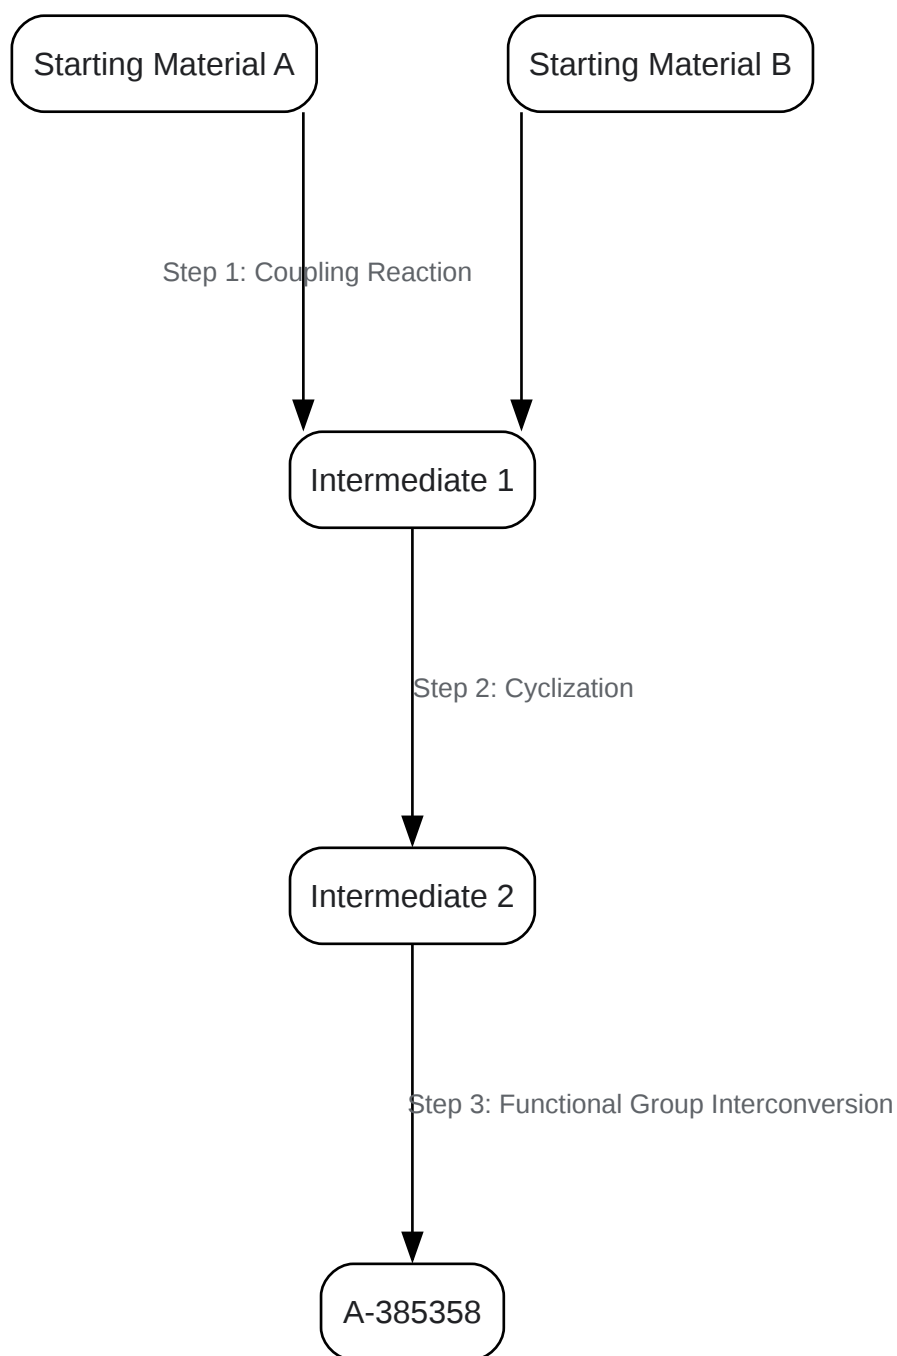 Starting Material A
Starting Material B
Step 1: Coupling Reaction
Intermediate 1
Step 2: Cyclization
Intermediate 2
Step 3: Functional Group Interconversion
A-385358